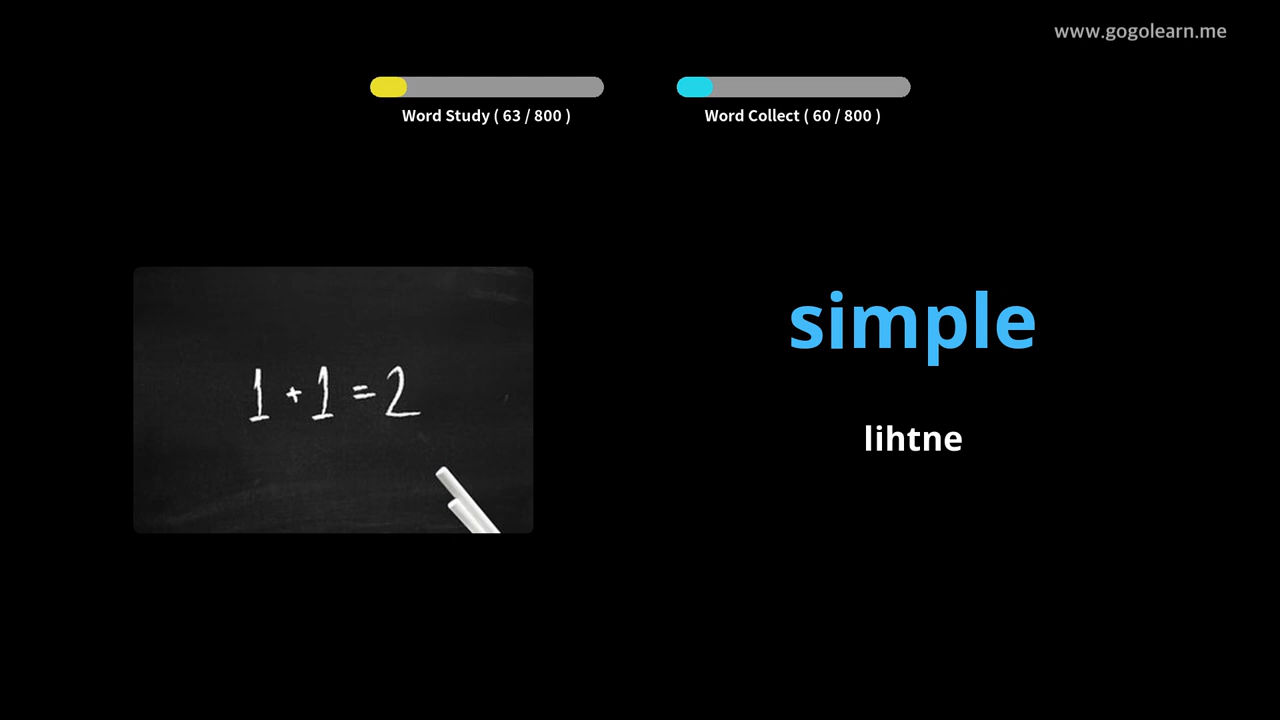 www.gogolearn.me
Word Study ( 63 / 800 )
Word Collect ( 60 / 800 )
1 + 1 = 2
simple
lihtne